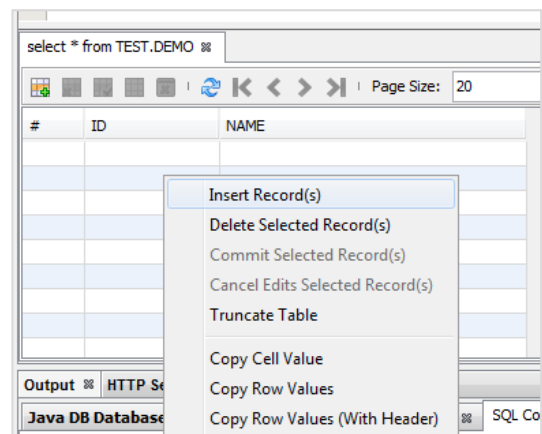 select * from TEST.DEMO
Page Size: 20
# ID NAME
Insert Record(s)
Delete Selected Record(s)
Commit Selected Record(s)
Cancel Edits Selected Record(s)
Truncate Table
Copy Cell Value
Output HTTP Se
Copy Row Values
Java DB Database
Copy Row Values (With Header)
SQL Co